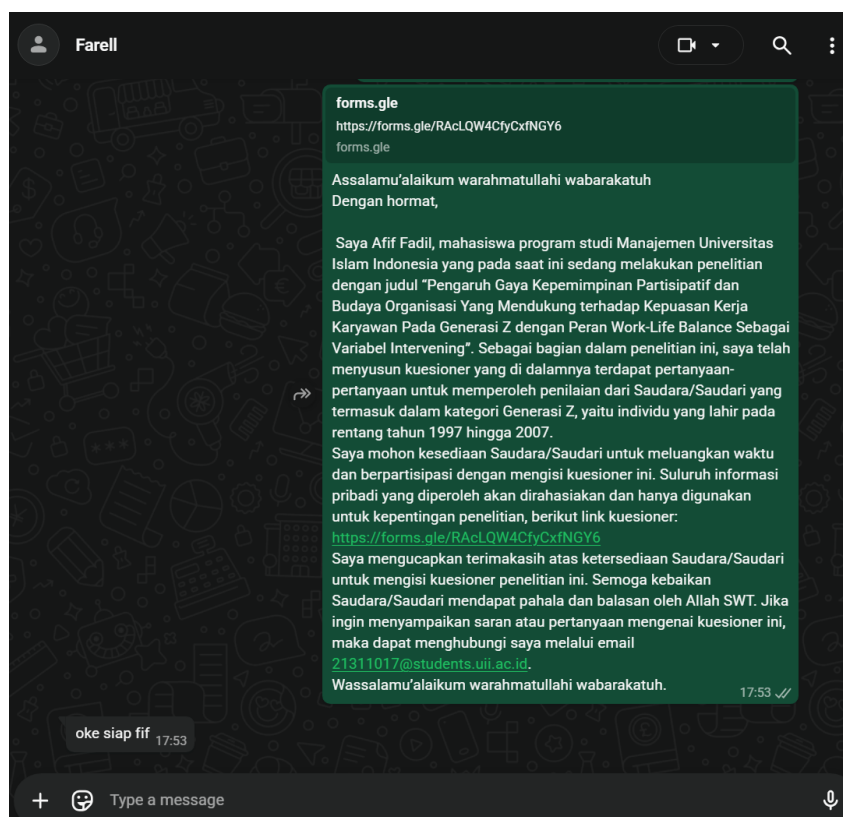 Farell
forms.gle
https://forms.gle/RAcLQW4CfyCxfNGY6
forms.gle
Assalamu'alaikum warahmatullahi wabarakatuh
Dengan hormat,
Saya Afif Fadil, mahasiswa program studi Manajemen Universitas
Islam Indonesia yang pada saat ini sedang melakukan penelitian
dengan judul "Pengaruh Gaya Kepemimpinan Partisipatif dan
Budaya Organisasi Yang Mendukung terhadap Kepuasan Kerja
Karyawan Pada Generasi Z dengan Peran Work-Life Balance Sebagai
Variabel Intervening". Sebagai bagian dalam penelitian ini, saya telah
menyusun kuesioner yang di dalamnya terdapat pertanyaan-
pertanyaan untuk memperoleh penilaian dari Saudara/Saudari yang
termasuk dalam kategori Generasi Z, yaitu individu yang lahir pada
rentang tahun 1997 hingga 2007.
Saya mohon kesediaan Saudara/Saudari untuk meluangkan waktu
dan berpartisipasi dengan mengisi kuesioner ini. Suluruh informasi
pribadi yang diperoleh akan dirahasiakan dan hanya digunakan
untuk kepentingan penelitian, berikut link kuesioner:
https://forms.gle/RAcLQW4CfyCxfNGY6
Saya mengucapkan terimakasih atas ketersediaan Saudara/Saudari
untuk mengisi kuesioner penelitian ini. Semoga kebaikan
Saudara/Saudari mendapat pahala dan balasan oleh Allah SWT. Jika
ingin menyampaikan saran atau pertanyaan mengenai kuesioner ini,
maka dapat menghubungi saya melalui email
21311017@students.uii.ac.id.
Wassalamu'alaikum warahmatullahi wabarakatuh.
17:53
oke siap fif 17:53
Type a message